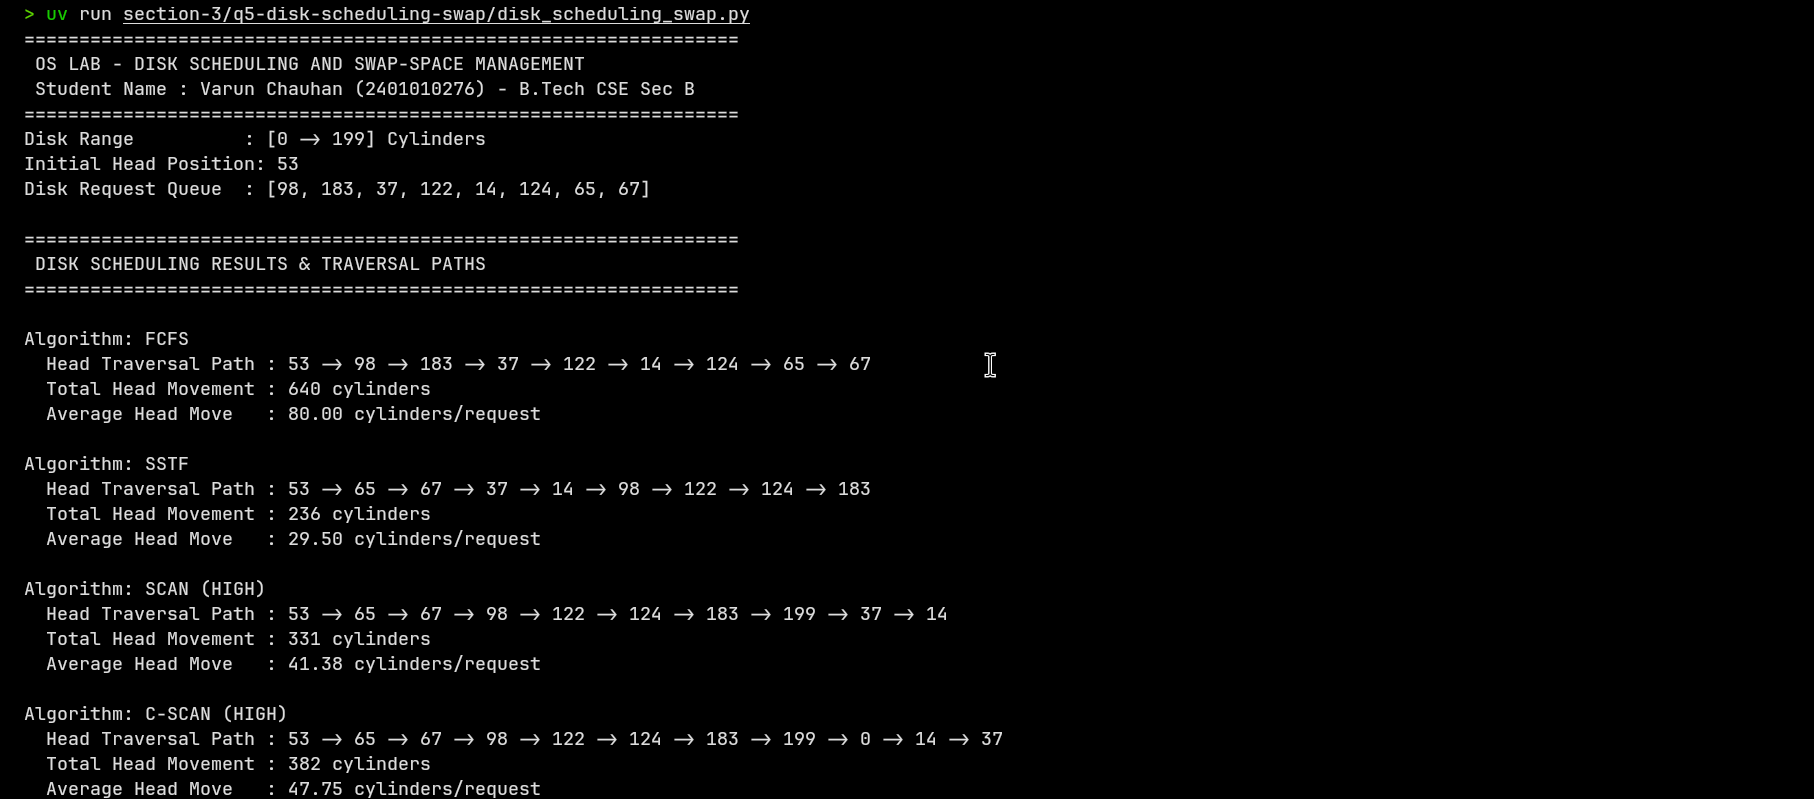 > uv run section-3/q5-disk-scheduling-swap/disk_scheduling_swap.py
=================================================================
OS LAB - DISK SCHEDULING AND SWAP-SPACE MANAGEMENT
Student Name : Varun Chauhan (2401010276) - B.Tech CSE Sec B
=================================================================
Disk Range          : [0 -> 199] Cylinders
Initial Head Position: 53
Disk Request Queue  : [98, 183, 37, 122, 14, 124, 65, 67]
=================================================================
DISK SCHEDULING RESULTS & TRAVERSAL PATHS
=================================================================
Algorithm: FCFS
Head Traversal Path : 53 -> 98 -> 183 -> 37 -> 122 -> 14 -> 124 -> 65 -> 67
Total Head Movement : 640 cylinders
Average Head Move   : 80.00 cylinders/request
Algorithm: SSTF
Head Traversal Path : 53 -> 65 -> 67 -> 37 -> 14 -> 98 -> 122 -> 124 -> 183
Total Head Movement : 236 cylinders
Average Head Move   : 29.50 cylinders/request
Algorithm: SCAN (HIGH)
Head Traversal Path : 53 -> 65 -> 67 -> 98 -> 122 -> 124 -> 183 -> 199 -> 37 -> 14
Total Head Movement : 331 cylinders
Average Head Move   : 41.38 cylinders/request
Algorithm: C-SCAN (HIGH)
Head Traversal Path : 53 -> 65 -> 67 -> 98 -> 122 -> 124 -> 183 -> 199 -> 0 -> 14 -> 37
Total Head Movement : 382 cylinders
Average Head Move   : 47.75 cylinders/request